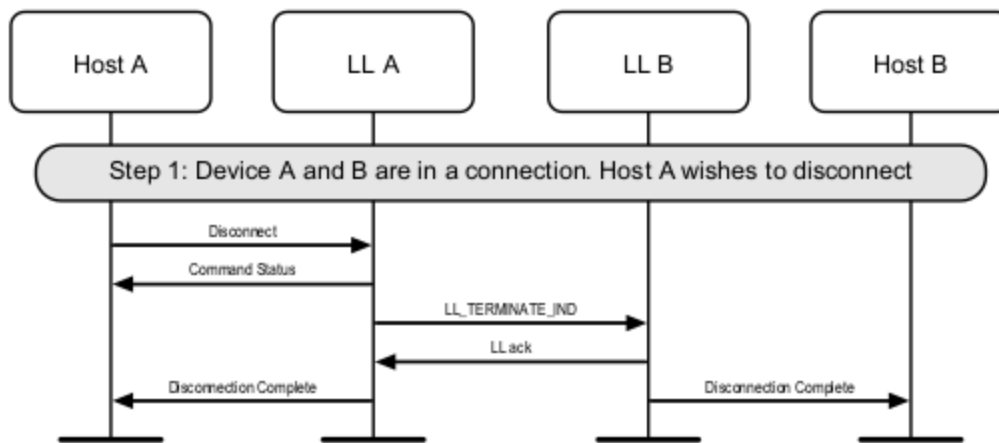 Host A
LL A
LL B
Host B
Step 1: Device A and B are in a connection. Host A wishes to disconnect
Disconnect
Command Status
LL_TERMINATE_IND
LL ack
Disconnection Complete
Disconnection Complete